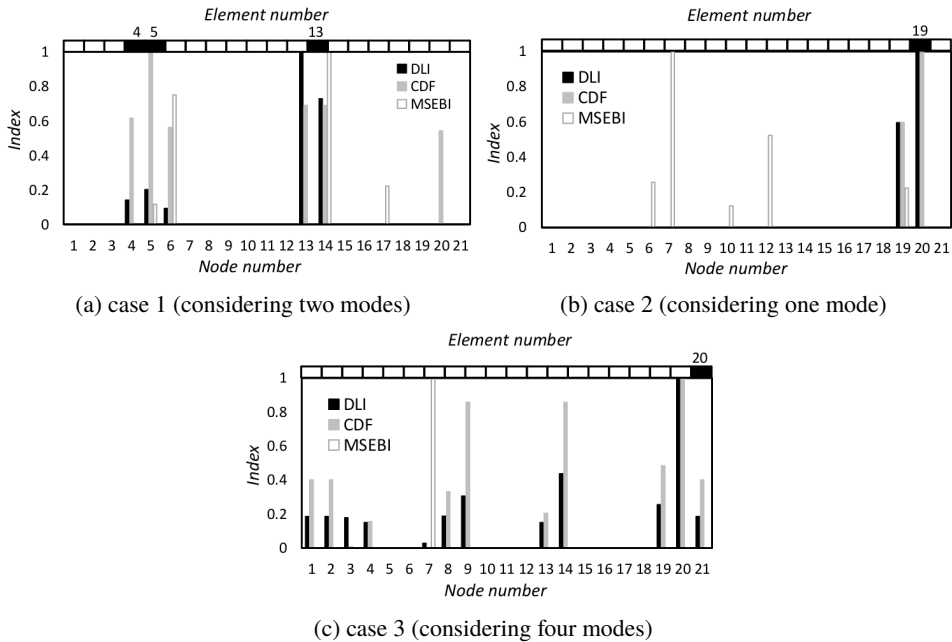 Element number
4 5 13
1
0.8
0.6
0.4
0.2
0
Index
DLI
CDF
MSEBI
1 2 3 4 5 6 7 8 9 10 11 12 13 14 15 16 17 18 19 20 21
Node number
(a) case 1 (considering two modes)
Element number
19
1
0.8
0.6
0.4
0.2
0
Index
DLI
CDF
MSEBI
1 2 3 4 5 6 7 8 9 10 11 12 13 14 15 16 17 18 19 20 21
Node number
(b) case 2 (considering one mode)
Element number
20
1
0.8
0.6
0.4
0.2
0
Index
DLI
CDF
MSEBI
1 2 3 4 5 6 7 8 9 10 11 12 13 14 15 16 17 18 19 20 21
Node number
(c) case 3 (considering four modes)